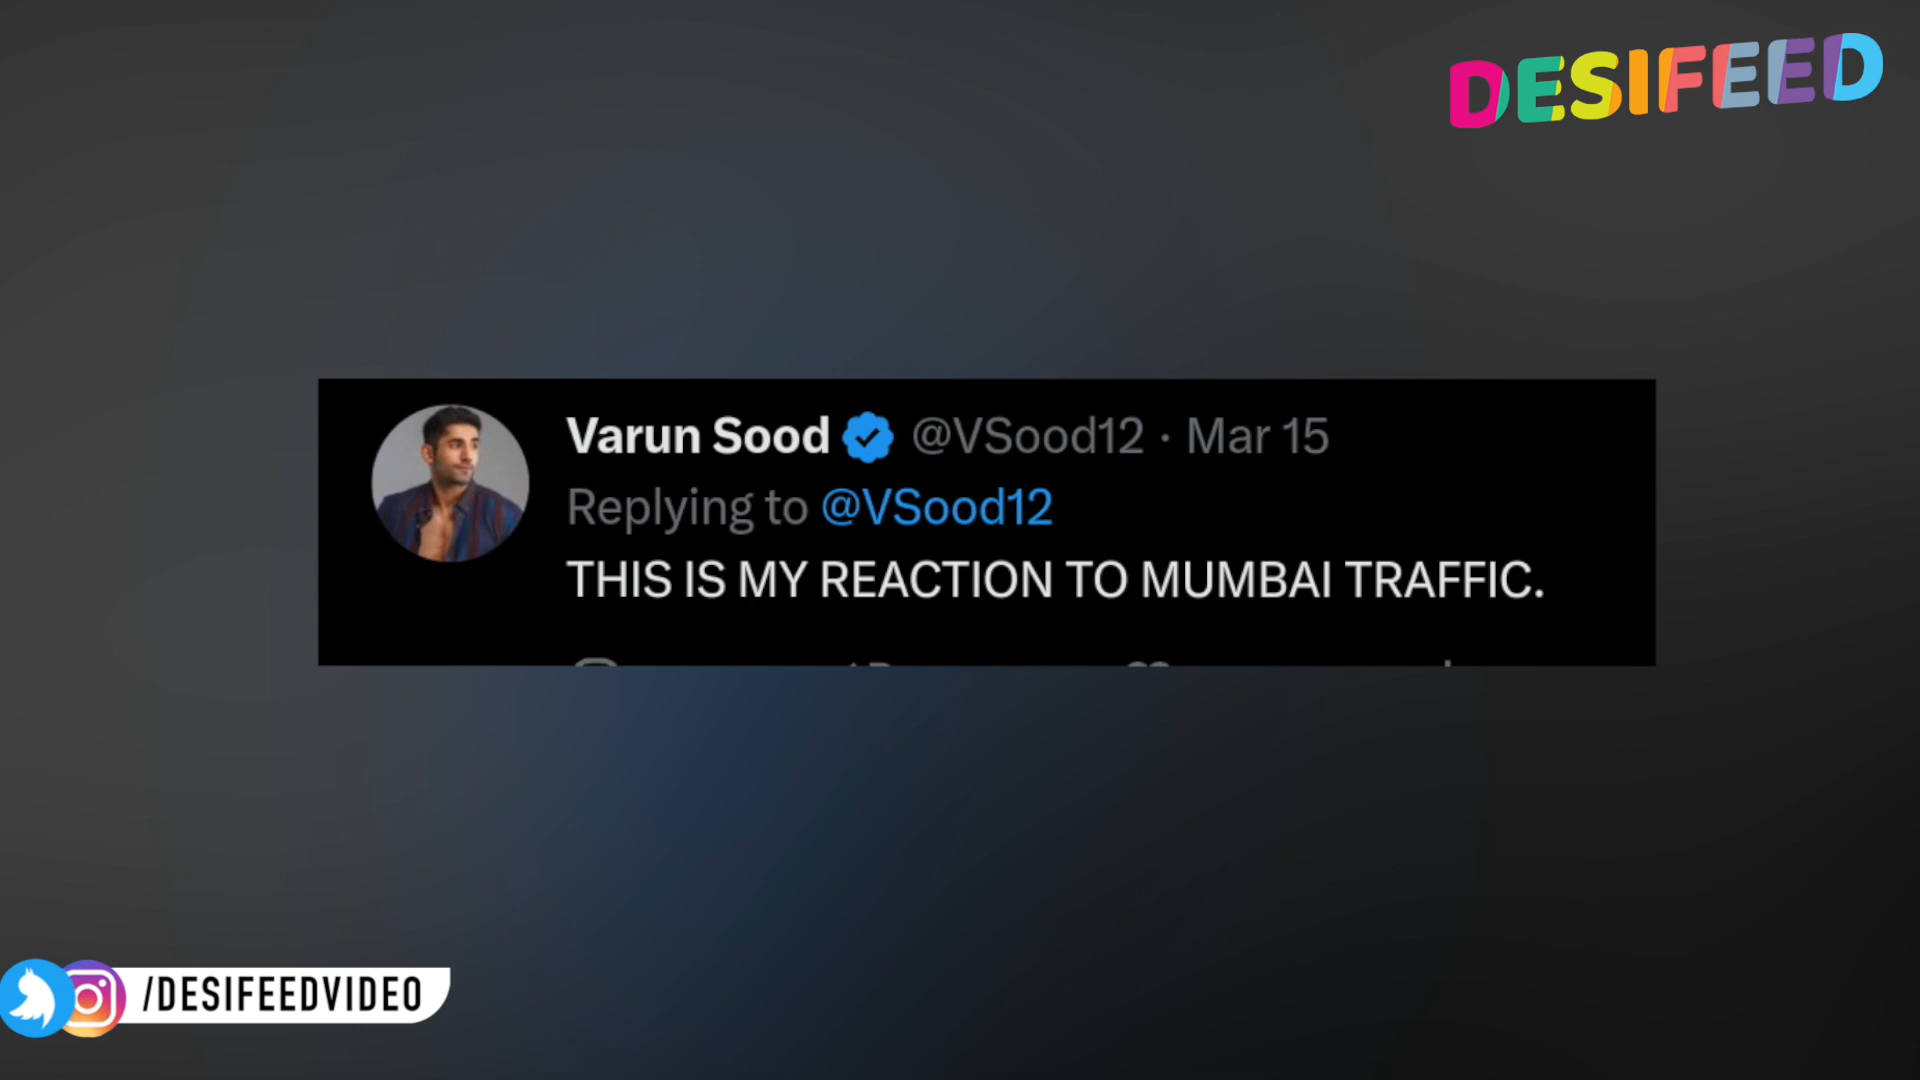 DESIFEED
Varun Sood @VSood12 · Mar 15
Replying to @VSood12
THIS IS MY REACTION TO MUMBAI TRAFFIC.
/DESIFEEDVIDEO